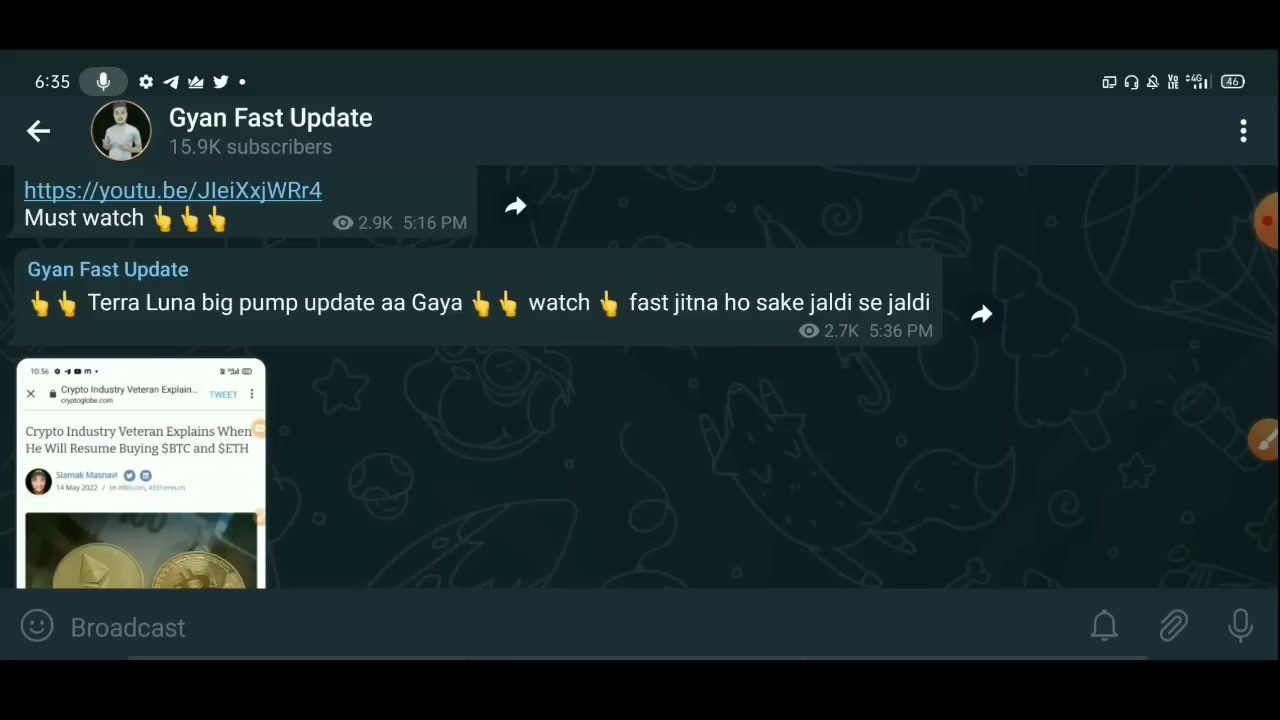 6:35
46
Gyan Fast Update
15.9K subscribers
https://youtu.be/JIeiXxjWRr4
Must watch 👆👆👆
2.9K 5:16 PM
Gyan Fast Update
👆👆 Terra Luna big pump update aa Gaya 👆👆 watch 👆 fast jitna ho sake jaldi se jaldi
2.7K 5:36 PM
10:36
Crypto Industry Veteran Explain...
cryptoglobe.com
TWEET
Crypto Industry Veteran Explains When
He Will Resume Buying $BTC and $ETH
Siamak Masnavi
14 May 2022 / In #Bitcoin, #Ethereum
Broadcast